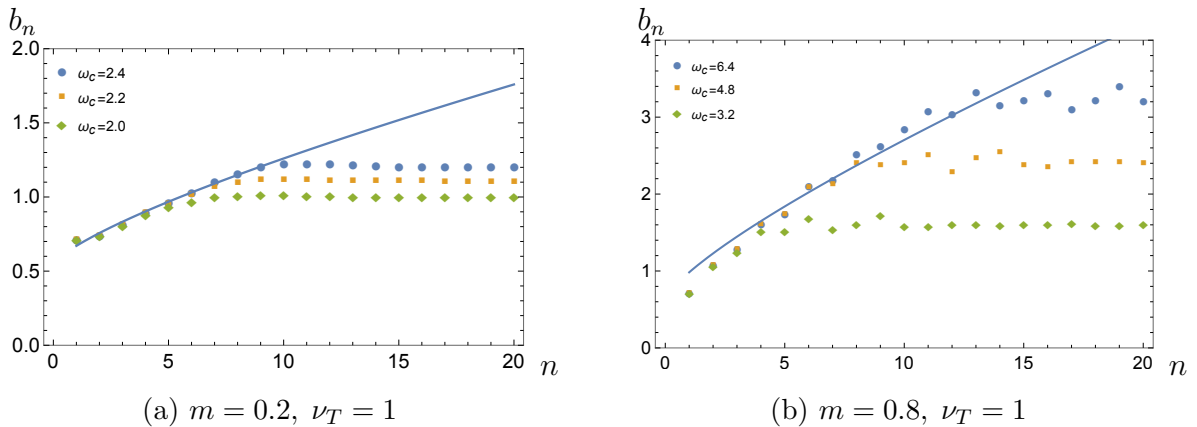 b_n
2.0
1.5
1.0
0.5
0.0
ω_c=2.4
ω_c=2.2
ω_c=2.0
0 5 10 15 20 n
(a) m = 0.2, ν_T = 1
b_n
4
3
2
1
0
ω_c=6.4
ω_c=4.8
ω_c=3.2
0 5 10 15 20 n
(b) m = 0.8, ν_T = 1